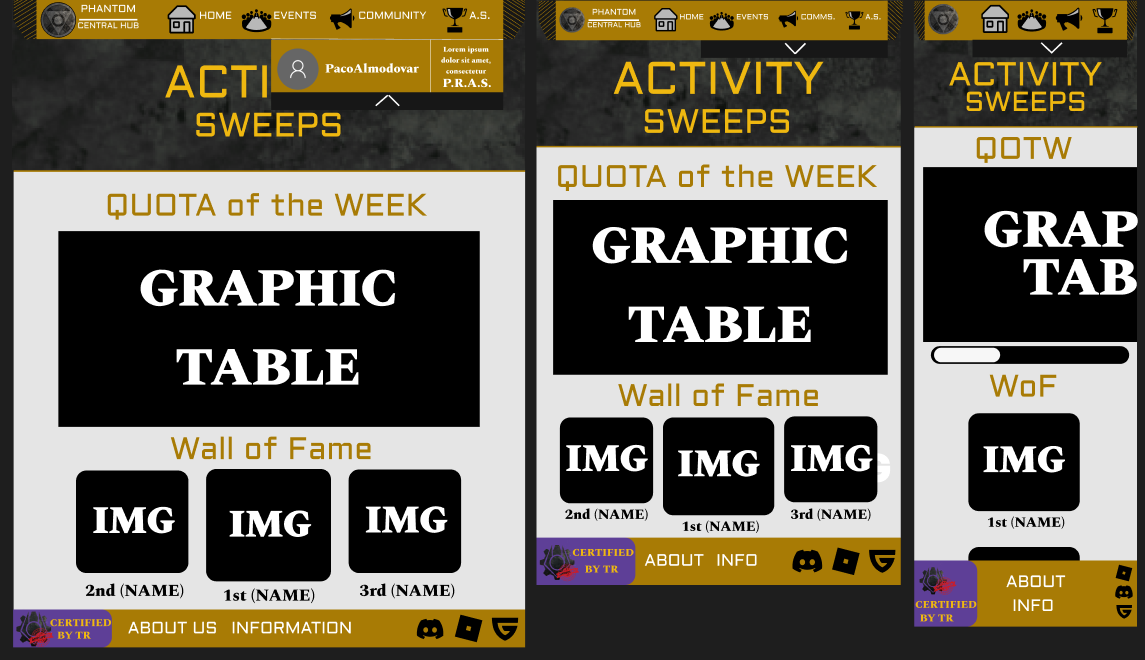 PHANTOM
CENTRAL HUB
HOME
EVENTS
COMMUNITY
A.S.
PacoAlmodovar
Lorem ipsum
dolor sit amet,
consectetur
P.R.A.S.
ACTI
SWEEPS
QUOTA of the WEEK
GRAPHIC
TABLE
Wall of Fame
IMG
IMG
IMG
2nd (NAME)
1st (NAME)
3rd (NAME)
CERTIFIED
BY TR
ABOUT US
INFORMATION
PHANTOM
CENTRAL HUB
HOME
EVENTS
COMMS.
A.S.
ACTIVITY
SWEEPS
QUOTA of the WEEK
GRAPHIC
TABLE
Wall of Fame
IMG
IMG
IMG
2nd (NAME)
1st (NAME)
3rd (NAME)
CERTIFIED
BY TR
ABOUT
INFO
ACTIVITY
SWEEPS
QOTW
GRAP
TAB
WoF
IMG
1st (NAME)
CERTIFIED
BY TR
ABOUT
INFO